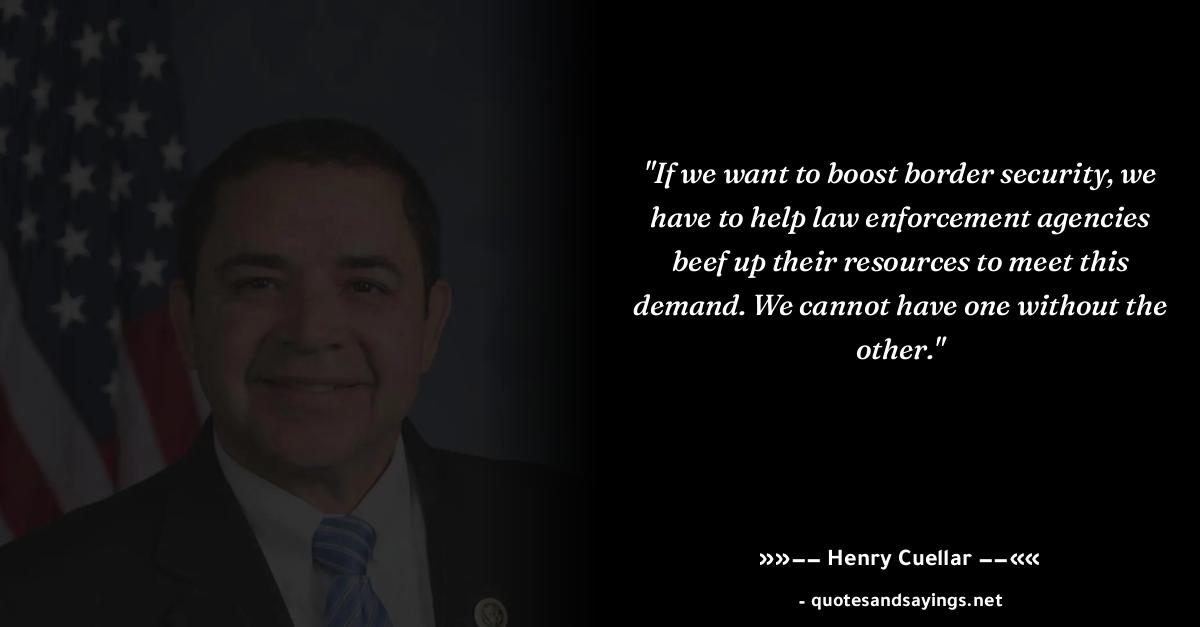 "If we want to boost border security, we
have to help law enforcement agencies
beef up their resources to meet this
demand. We cannot have one without the
other."
»»−− Henry Cuellar −−««
- quotesandsayings.net